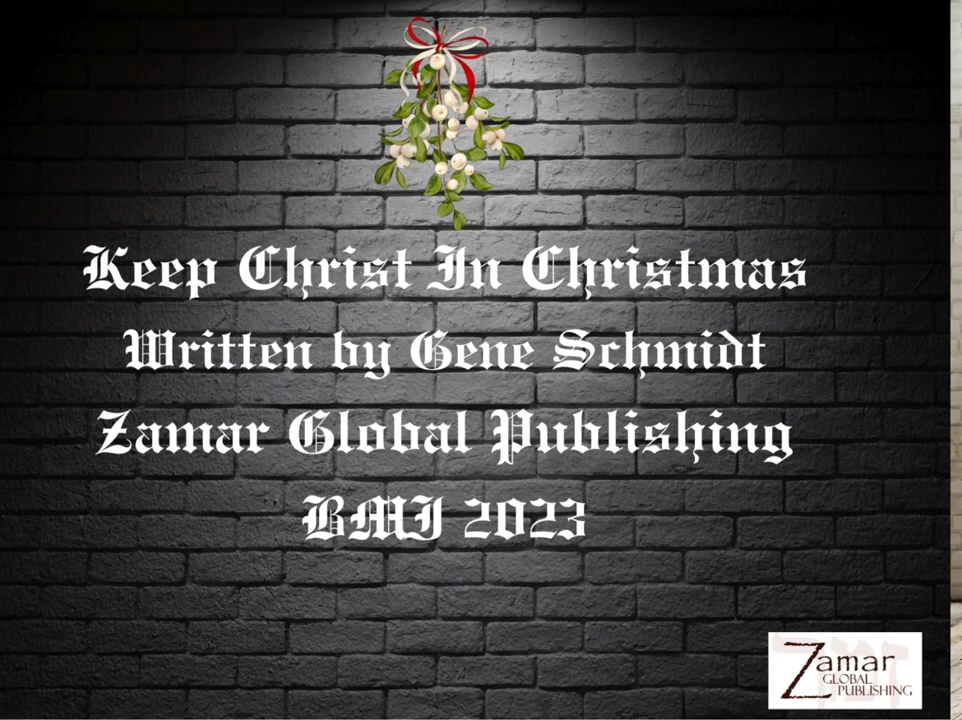 Keep Christ In Christmas
Written by Gene Schmidt
Zamar Global Publishing
BMI 2023
Zamar
GLOBAL
PUBLISHING